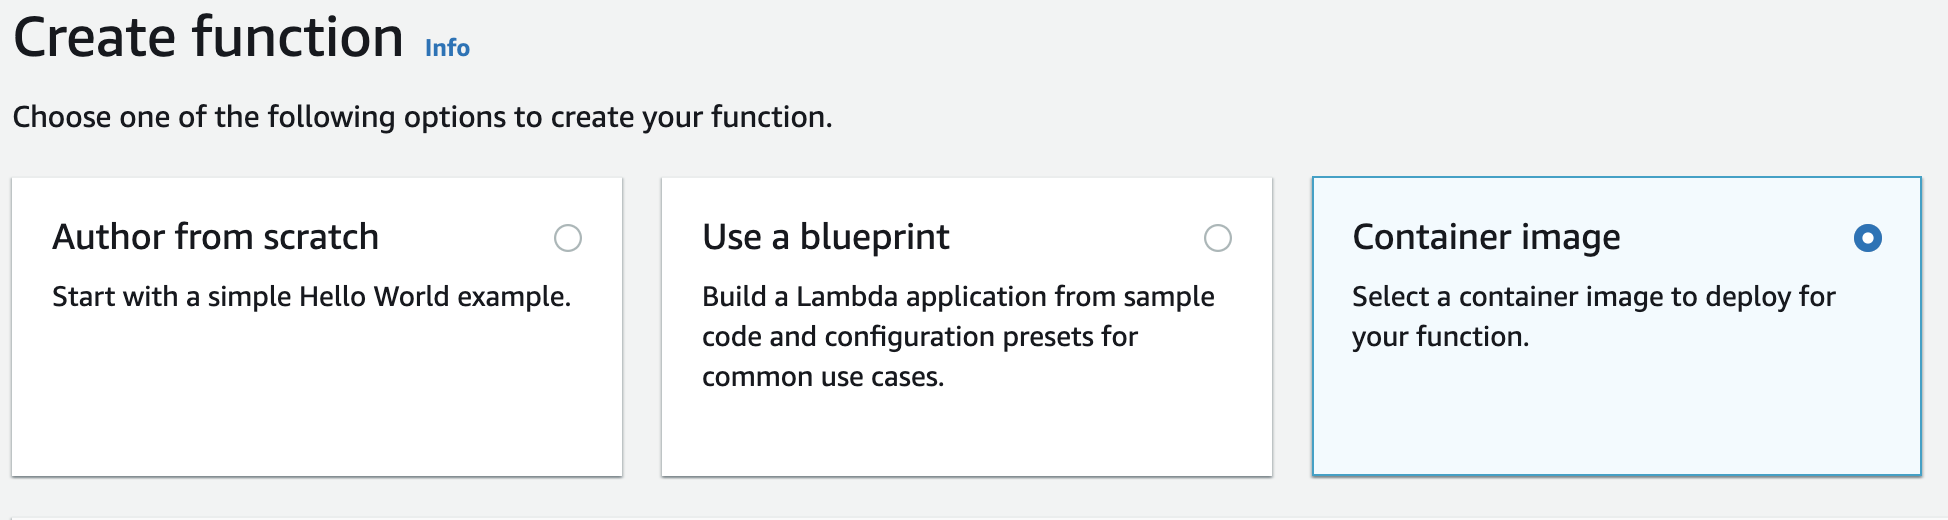 Create function Info
Choose one of the following options to create your function.
Author from scratch
Start with a simple Hello World example.
Use a blueprint
Build a Lambda application from sample
code and configuration presets for
common use cases.
Container image
Select a container image to deploy for
your function.